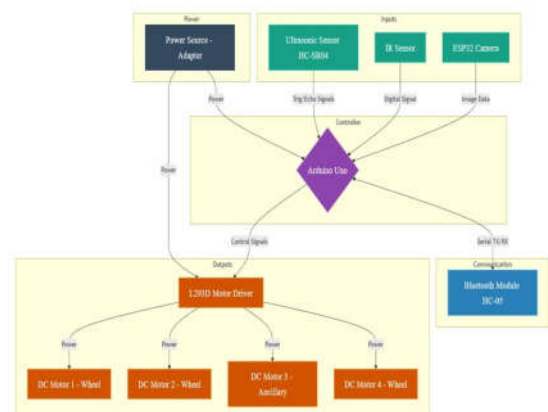 Power
Inputs
Power Source -
Adapter
Ultrasonic Sensor
HC-SR04
IR Sensor
ESP32 Camera
Power
Trig/Echo Signals
Digital Signal
Image Data
Controller
Arduino Uno
Power
Control Signals
Serial TX/RX
Outputs
Communication
L293D Motor Driver
Bluetooth Module
HC-05
Power
Power
Power
Power
DC Motor 1 - Wheel
DC Motor 2 - Wheel
DC Motor 3 -
Ancillary
DC Motor 4 - Wheel